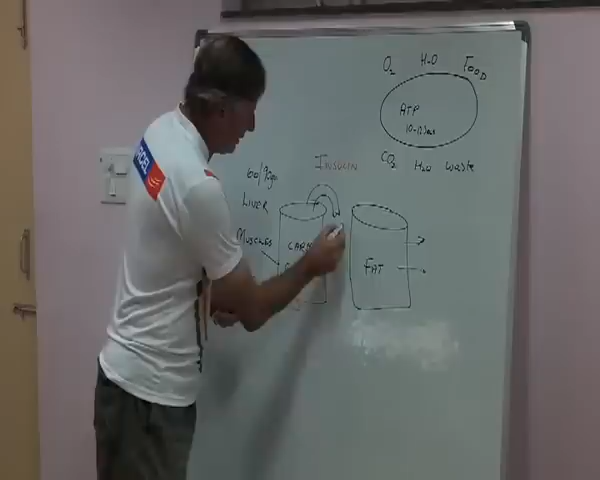 O2 H2O FOOD
ATP
CO2 H2O WASTE
INSULIN
LIVER
MUSCLES
CARB
FAT